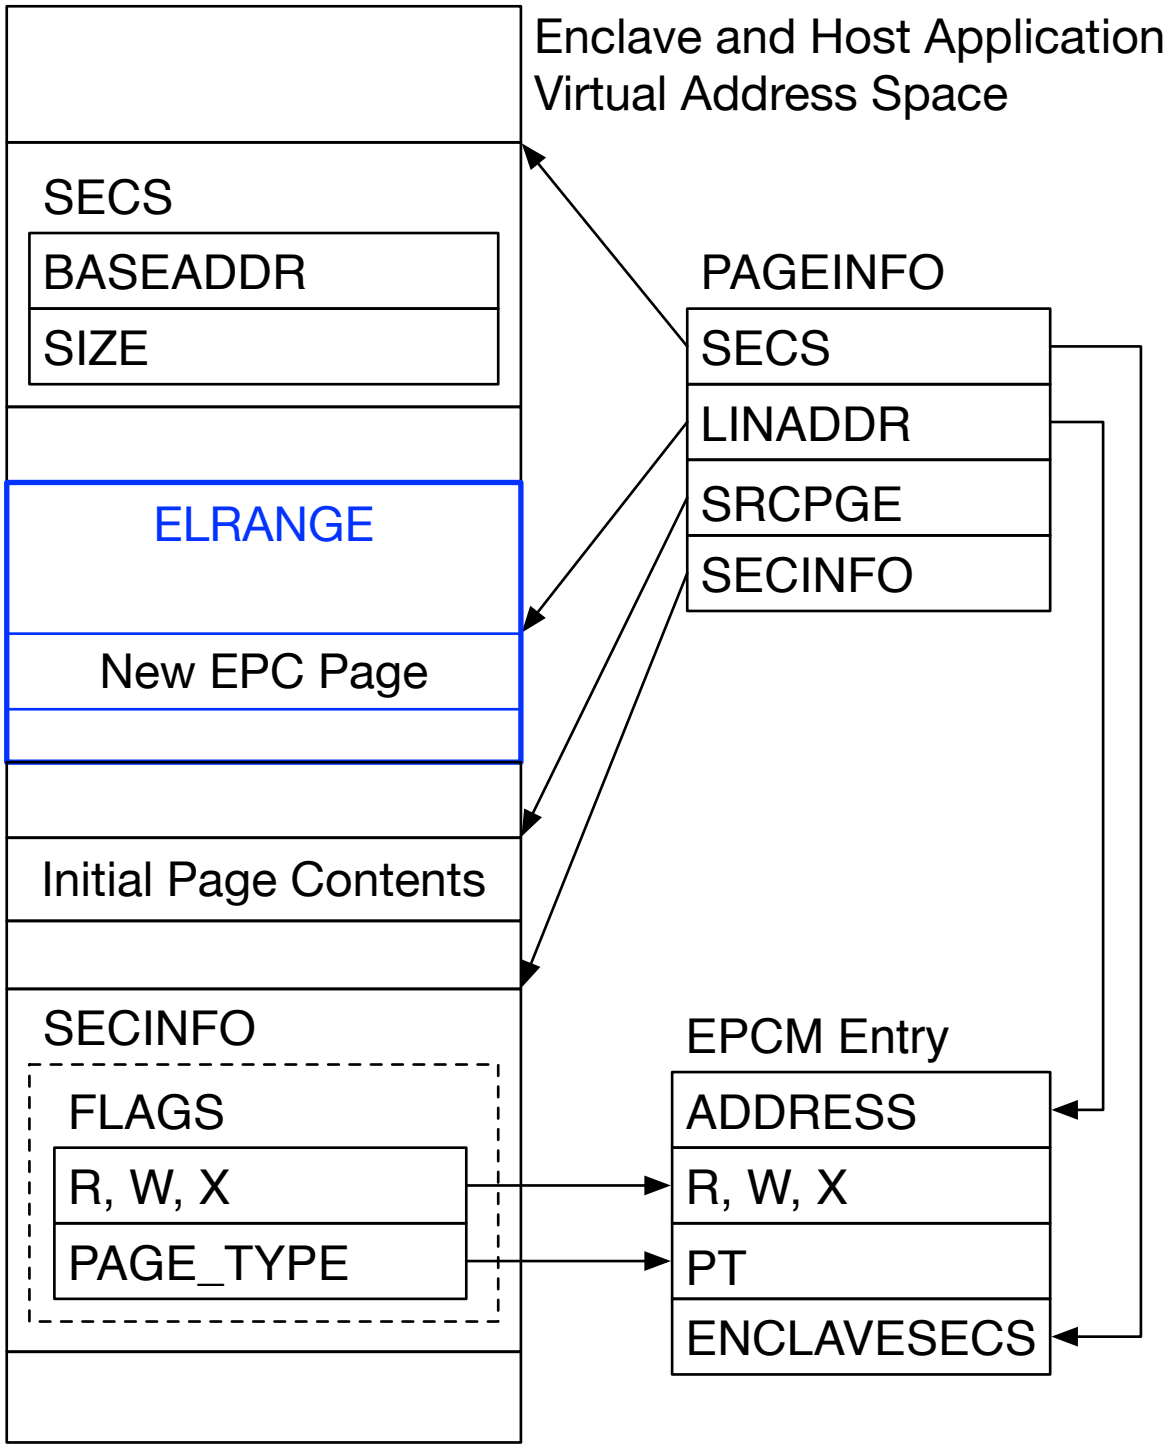 Enclave and Host Application
Virtual Address Space
SECS
BASEADDR
SIZE
ELRANGE
New EPC Page
Initial Page Contents
SECINFO
FLAGS
R, W, X
PAGE_TYPE
PAGEINFO
SECS
LINADDR
SRCPGE
SECINFO
EPCM Entry
ADDRESS
R, W, X
PT
ENCLAVESECS